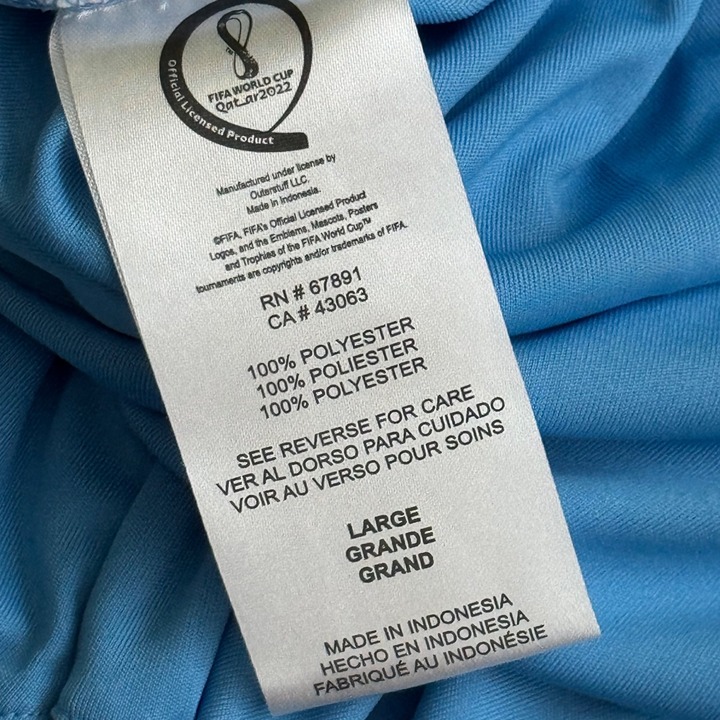 FIFA WORLD CUP
Qatar2022
Official Licensed Product
Manufactured under license by
Outerstuff LLC.
Made in Indonesia.
©FIFA, FIFA's Official Licensed Product
Logos, and the Emblems, Mascots, Posters
and Trophies of the FIFA World Cup™
tournaments are copyrights and/or trademarks of FIFA.
RN # 67891
CA # 43063
100% POLYESTER
100% POLIESTER
100% POLYESTER
SEE REVERSE FOR CARE
VER AL DORSO PARA CUIDADO
VOIR AU VERSO POUR SOINS
LARGE
GRANDE
GRAND
MADE IN INDONESIA
HECHO EN INDONESIA
FABRIQUÉ AU INDONÉSIE